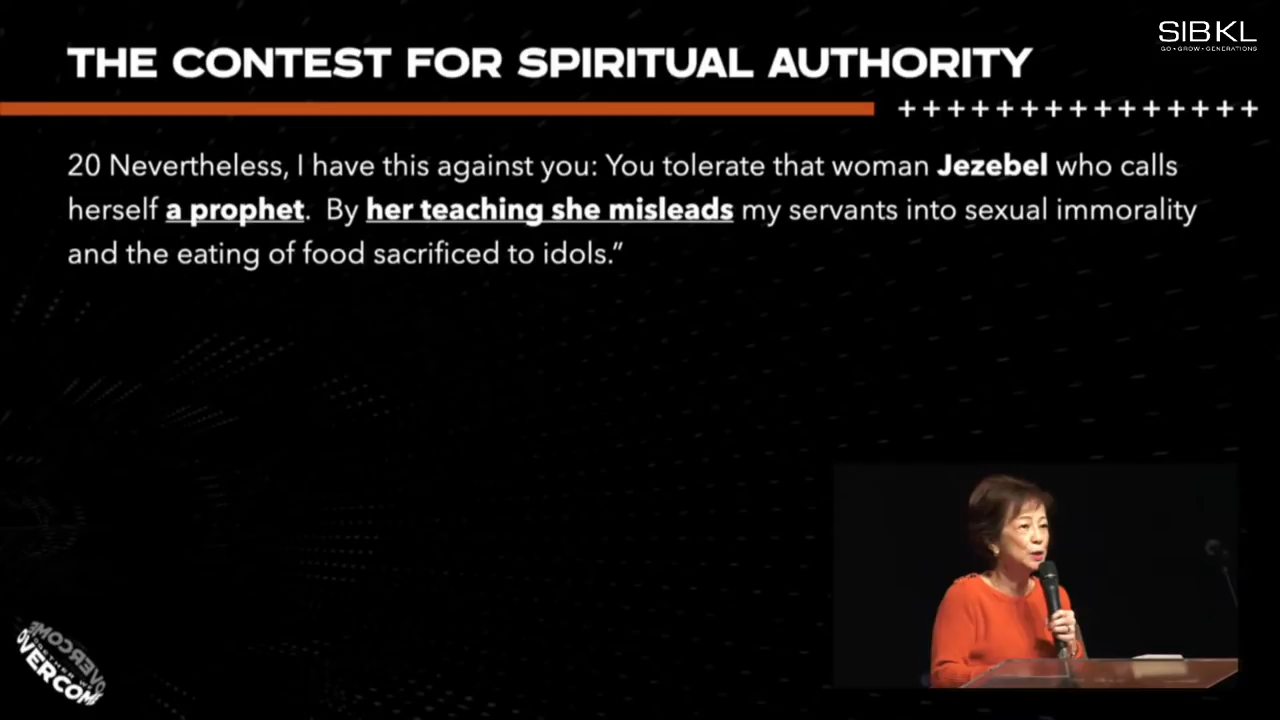 THE CONTEST FOR SPIRITUAL AUTHORITY
SIBKL
GO • GROW • GENERATIONS
20 Nevertheless, I have this against you: You tolerate that woman Jezebel who calls
herself a prophet.  By her teaching she misleads my servants into sexual immorality
and the eating of food sacrificed to idols.”
OVERCOME